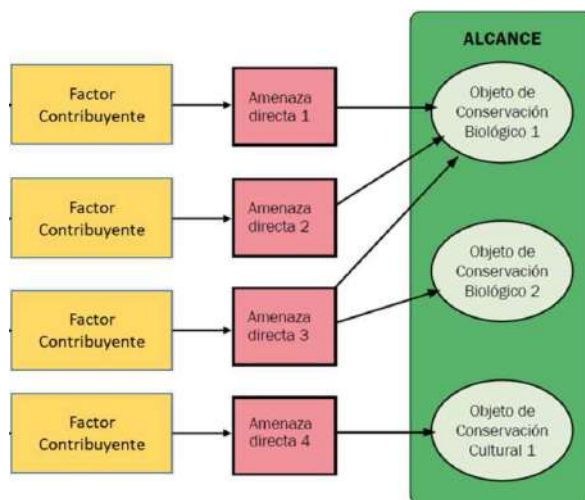 ALCANCE
Factor
Contribuyente
Amenaza
directa 1
Objeto de
Conservación
Biológico 1
Factor
Contribuyente
Amenaza
directa 2
Factor
Contribuyente
Amenaza
directa 3
Objeto de
Conservación
Biológico 2
Factor
Contribuyente
Amenaza
directa 4
Objeto de
Conservación
Cultural 1